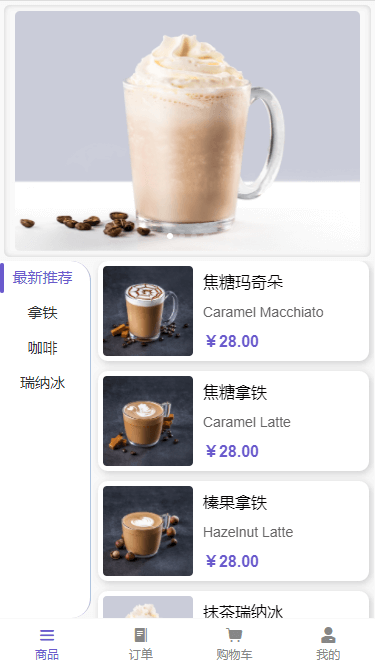 最新推荐
拿铁
咖啡
瑞纳冰
焦糖玛奇朵
Caramel Macchiato
￥28.00
焦糖拿铁
Caramel Latte
￥28.00
榛果拿铁
Hazelnut Latte
￥28.00
抹茶瑞纳冰
商品
订单
购物车
我的